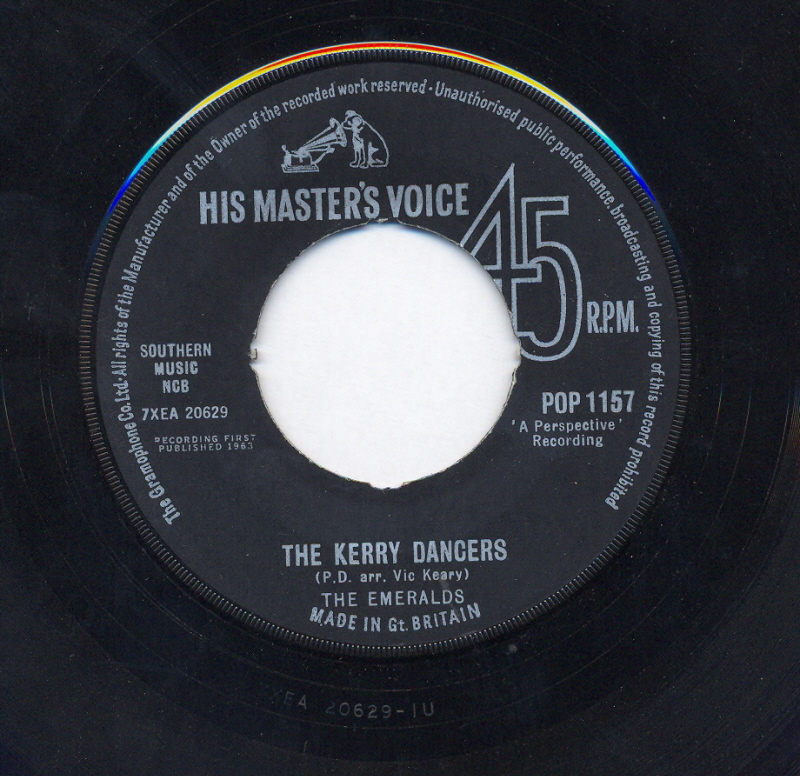 The Gramophone Co. Ltd · All rights of the Manufacturer and of the Owner of the recorded work reserved · Unauthorised public performance, broadcasting and copying of this record prohibited
HIS MASTER'S VOICE
45
R.P.M.
SOUTHERN
MUSIC
NCB
7XEA 20629
RECORDING FIRST
PUBLISHED 1963
POP 1157
'A Perspective'
Recording
THE KERRY DANCERS
(P.D. arr. Vic Keary)
THE EMERALDS
MADE IN Gt. BRITAIN
XEA 20629-1U